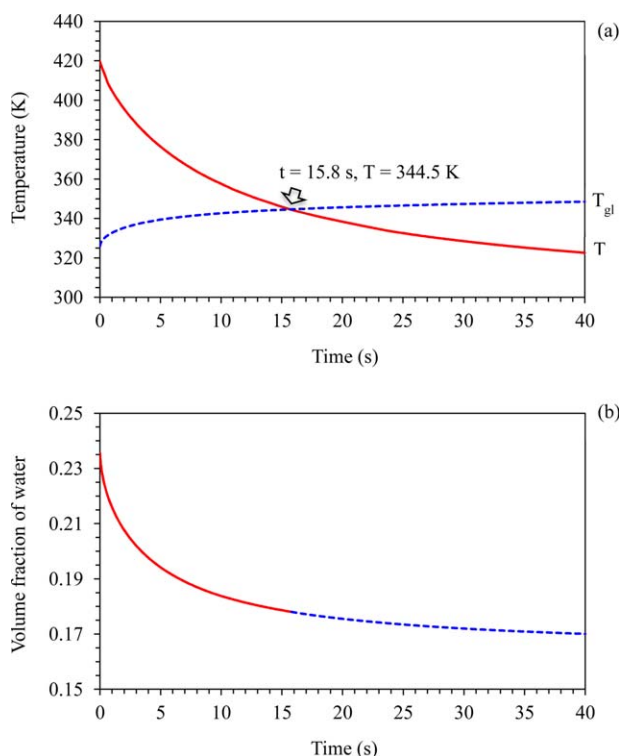 (a)
Temperature (K)
440
420
400
380
360
340
320
300
t = 15.8 s, T = 344.5 K
T_gl
T
0 5 10 15 20 25 30 35 40
Time (s)
(b)
Volume fraction of water
0.25
0.23
0.21
0.19
0.17
0.15
0 5 10 15 20 25 30 35 40
Time (s)